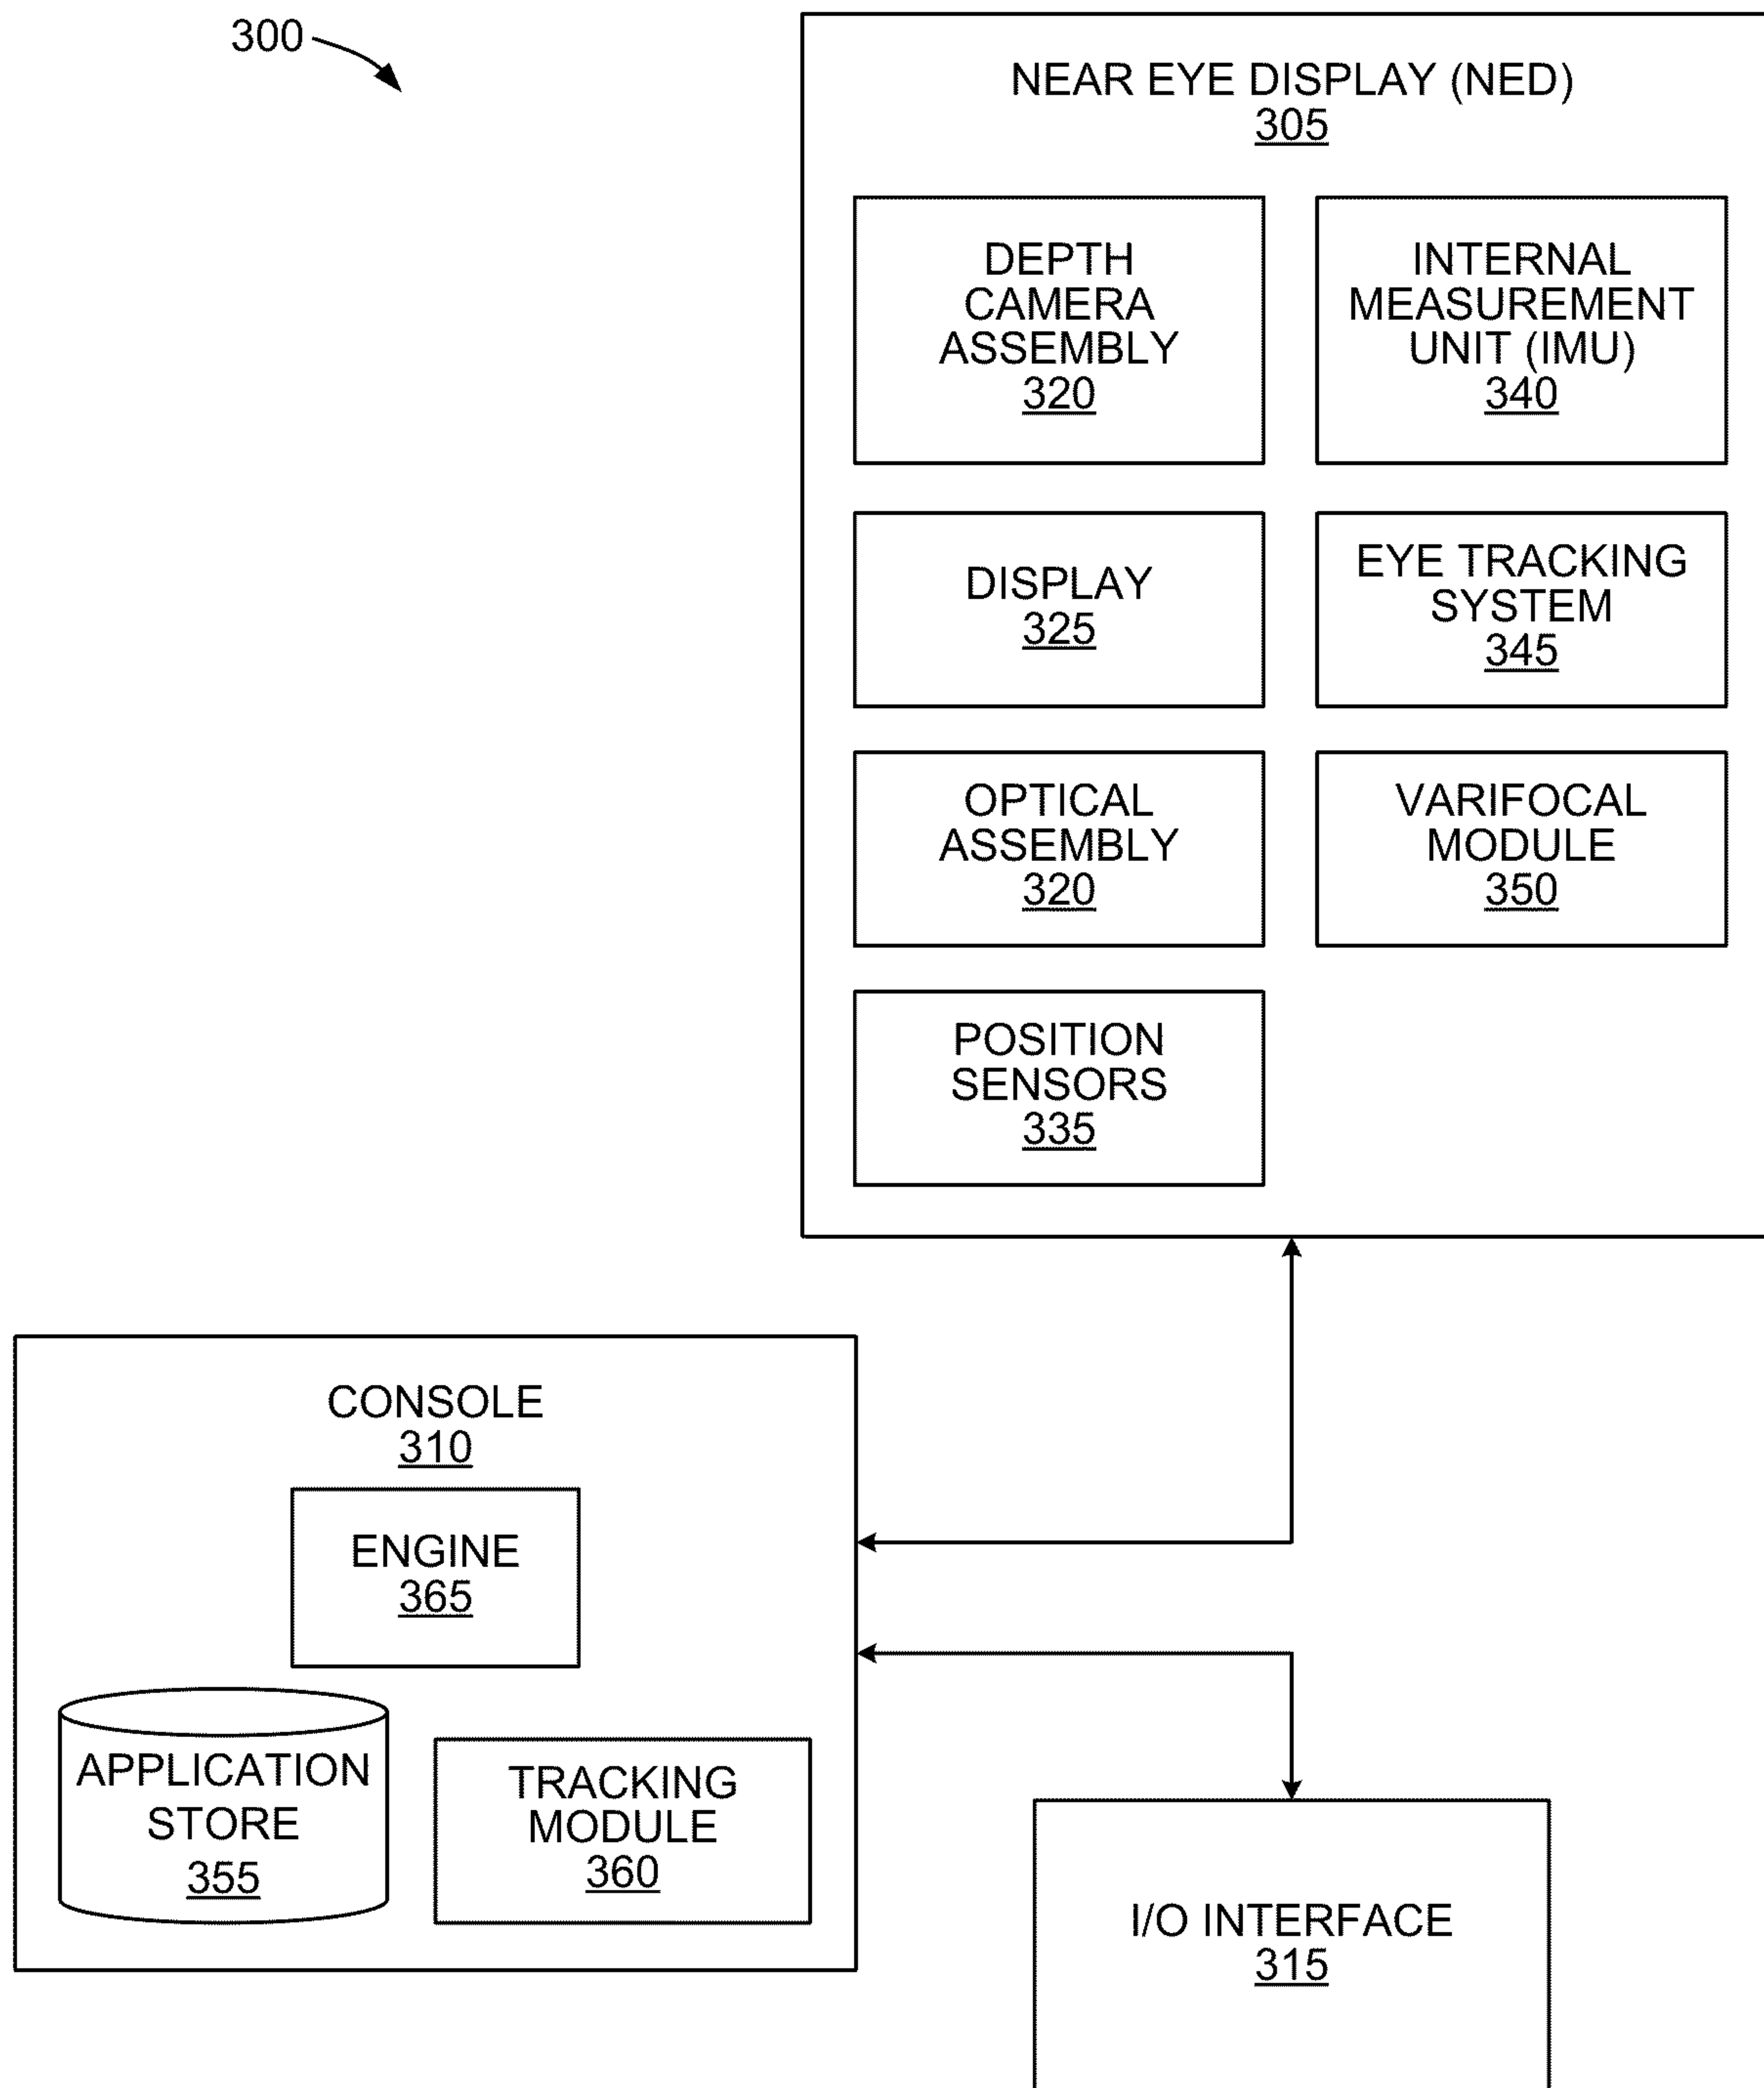 300
NEAR EYE DISPLAY (NED)
305
DEPTH
CAMERA
ASSEMBLY
320
INTERNAL
MEASUREMENT
UNIT (IMU)
340
DISPLAY
325
EYE TRACKING
SYSTEM
345
OPTICAL
ASSEMBLY
320
VARIFOCAL
MODULE
350
POSITION
SENSORS
335
CONSOLE
310
ENGINE
365
APPLICATION
STORE
355
TRACKING
MODULE
360
I/O INTERFACE
315